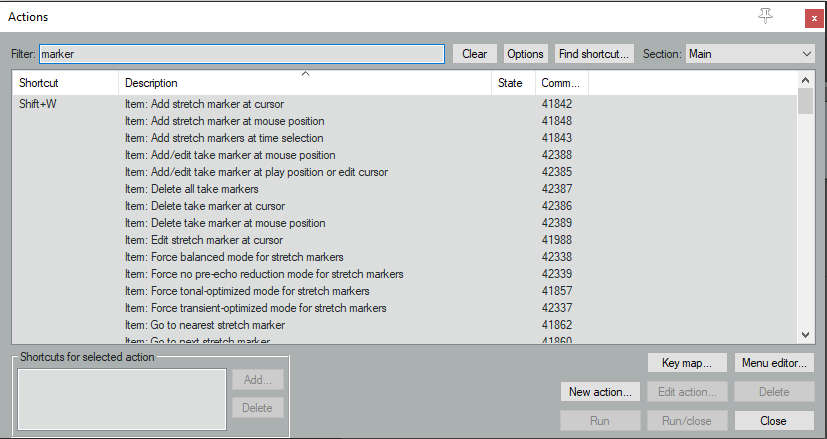 Actions
x
Filter: marker Clear Options Find shortcut... Section: Main
Shortcut Description State Comm...
Shift+W Item: Add stretch marker at cursor 41842
Item: Add stretch marker at mouse position 41848
Item: Add stretch markers at time selection 41843
Item: Add/edit take marker at mouse position 42388
Item: Add/edit take marker at play position or edit cursor 42385
Item: Delete all take markers 42387
Item: Delete take marker at cursor 42386
Item: Delete take marker at mouse position 42389
Item: Edit stretch marker at cursor 41988
Item: Force balanced mode for stretch markers 42338
Item: Force no pre-echo reduction mode for stretch markers 42339
Item: Force tonal-optimized mode for stretch markers 41857
Item: Force transient-optimized mode for stretch markers 42337
Item: Go to nearest stretch marker 41862
Item: Go to next stretch marker 41860
Shortcuts for selected action
Key map... Menu editor...
Add... New action... Edit action... Delete
Delete Run Run/close Close